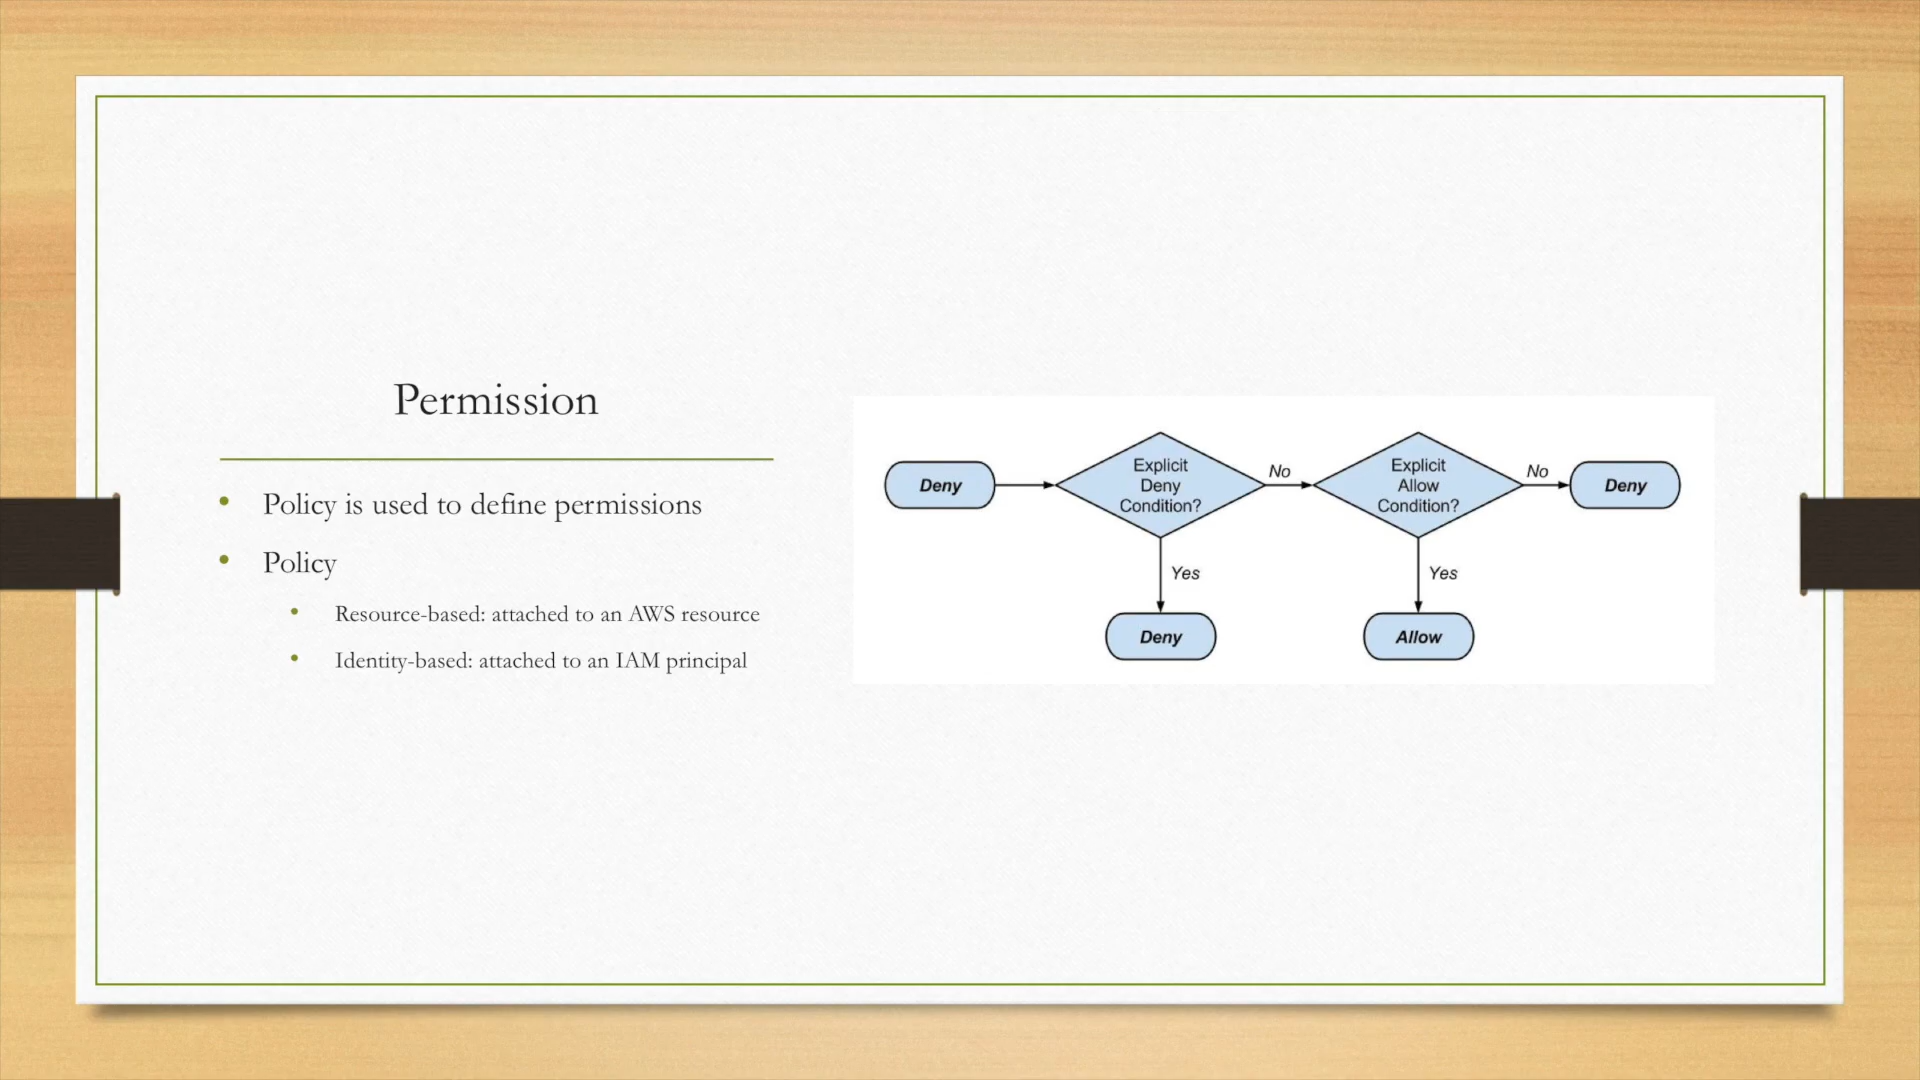 Permission
Policy is used to define permissions
Policy
Resource-based: attached to an AWS resource
Identity-based: attached to an IAM principal
Deny
Explicit
Deny
Condition?
No
Explicit
Allow
Condition?
No
Deny
Yes
Yes
Deny
Allow